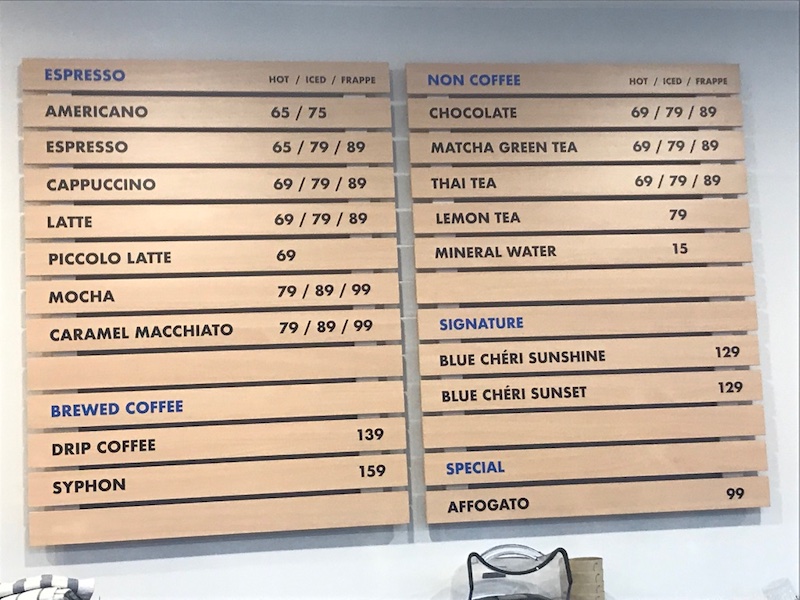 ESPRESSO HOT / ICED / FRAPPE
AMERICANO 65 / 75
ESPRESSO 65 / 79 / 89
CAPPUCCINO 69 / 79 / 89
LATTE 69 / 79 / 89
PICCOLO LATTE 69
MOCHA 79 / 89 / 99
CARAMEL MACCHIATO 79 / 89 / 99
BREWED COFFEE
DRIP COFFEE 139
SYPHON 159
NON COFFEE HOT / ICED / FRAPPE
CHOCOLATE 69 / 79 / 89
MATCHA GREEN TEA 69 / 79 / 89
THAI TEA 69 / 79 / 89
LEMON TEA 79
MINERAL WATER 15
SIGNATURE
BLUE CHÉRI SUNSHINE 129
BLUE CHÉRI SUNSET 129
SPECIAL
AFFOGATO 99